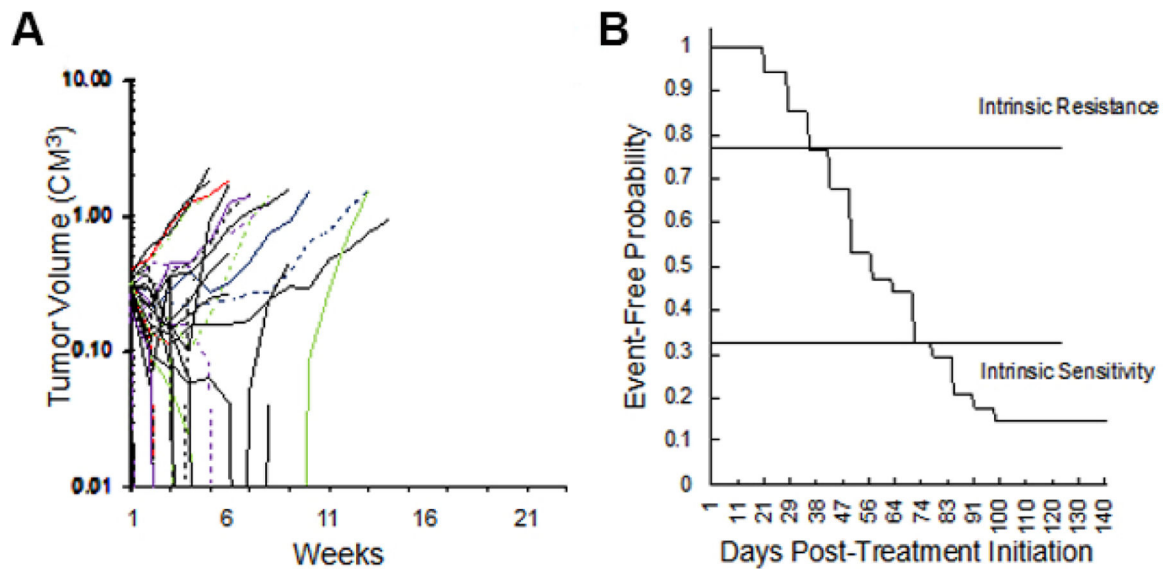 A
Tumor Volume (CM3)
10.00
1.00
0.10
0.01
1 6 11 16 21
Weeks
B
Event-Free Probability
1
0.9
0.8
0.7
0.6
0.5
0.4
0.3
0.2
0.1
0
Intrinsic Resistance
Intrinsic Sensitivity
1 11 21 29 38 47 56 64 74 83 91 100 120 122 130 140
Days Post-Treatment Initiation